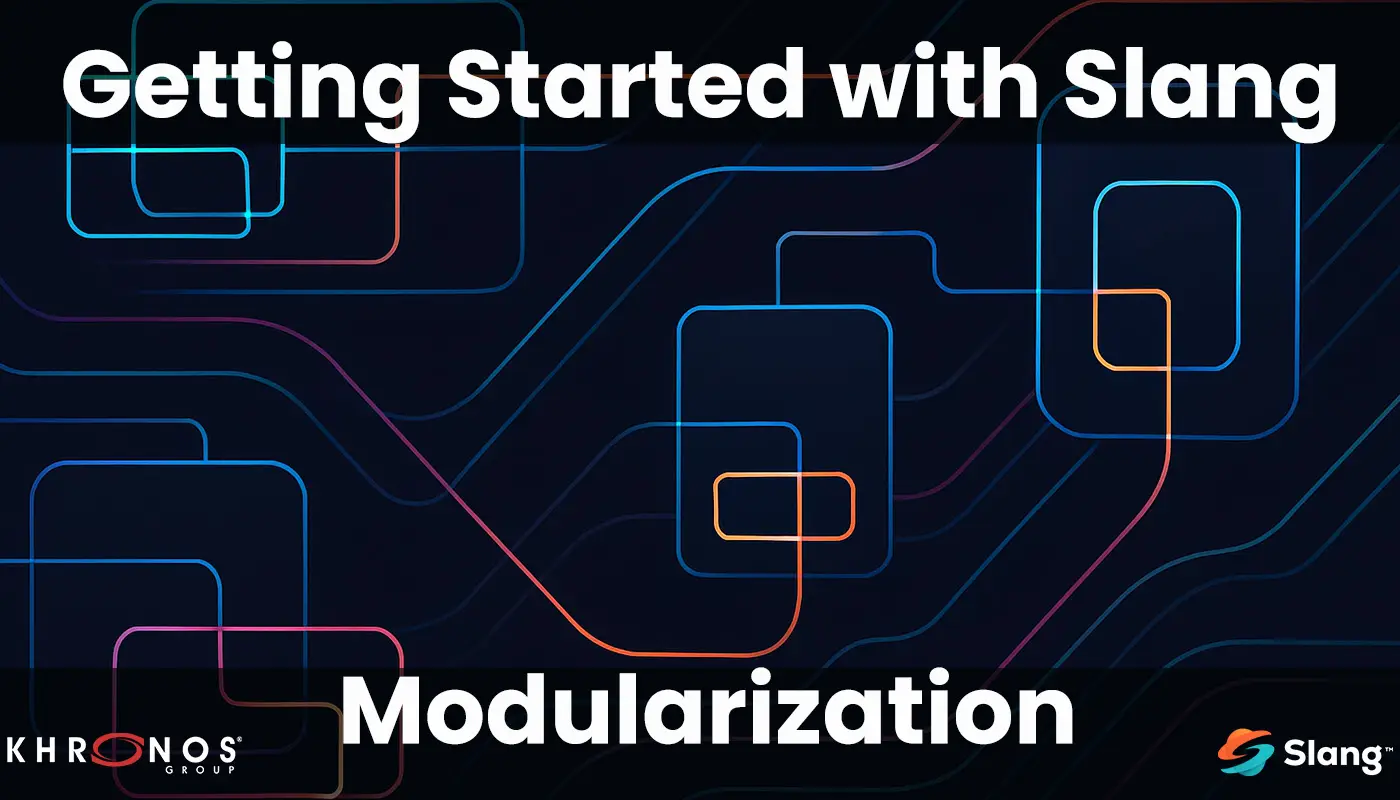 Getting Started with Slang
Modularization
KHRONOS®
GROUP
Slang™